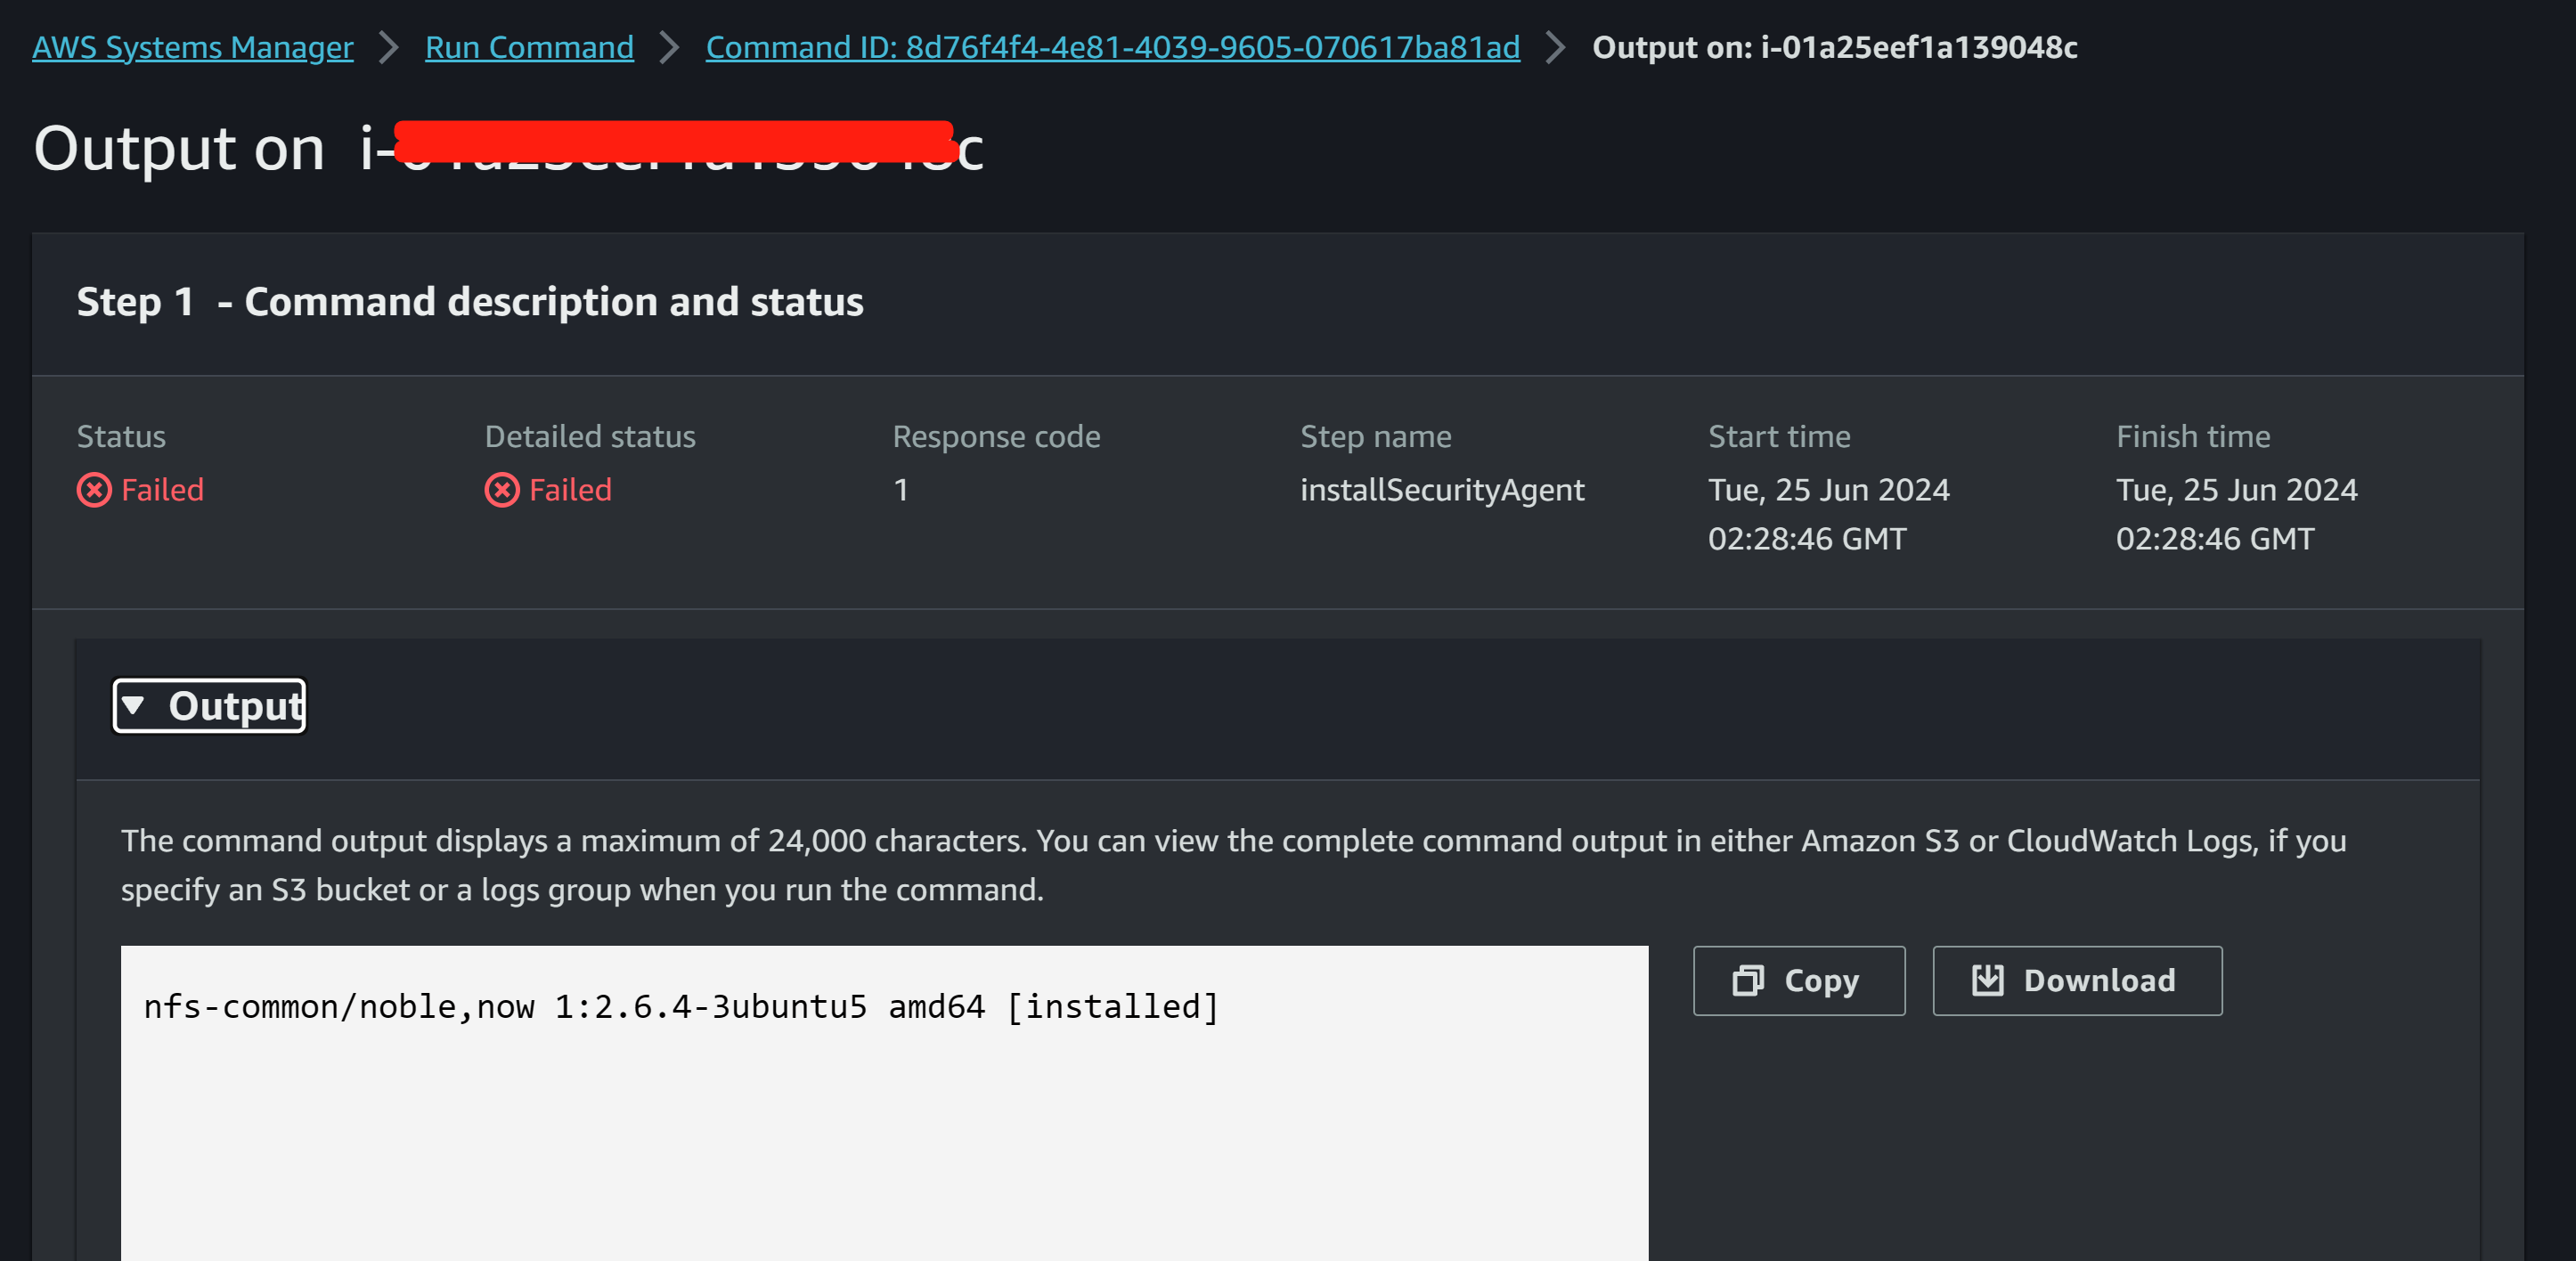 AWS Systems Manager > Run Command > Command ID: 8d76f4f4-4e81-4039-9605-070617ba81ad > Output on: i-01a25eef1a139048c
Output on i-c
Step 1 - Command description and status
Status Detailed status Response code Step name Start time Finish time
Failed Failed 1 installSecurityAgent Tue, 25 Jun 2024 Tue, 25 Jun 2024
02:28:46 GMT 02:28:46 GMT
Output
The command output displays a maximum of 24,000 characters. You can view the complete command output in either Amazon S3 or CloudWatch Logs, if you
specify an S3 bucket or a logs group when you run the command.
nfs-common/noble,now 1:2.6.4-3ubuntu5 amd64 [installed]
Copy Download